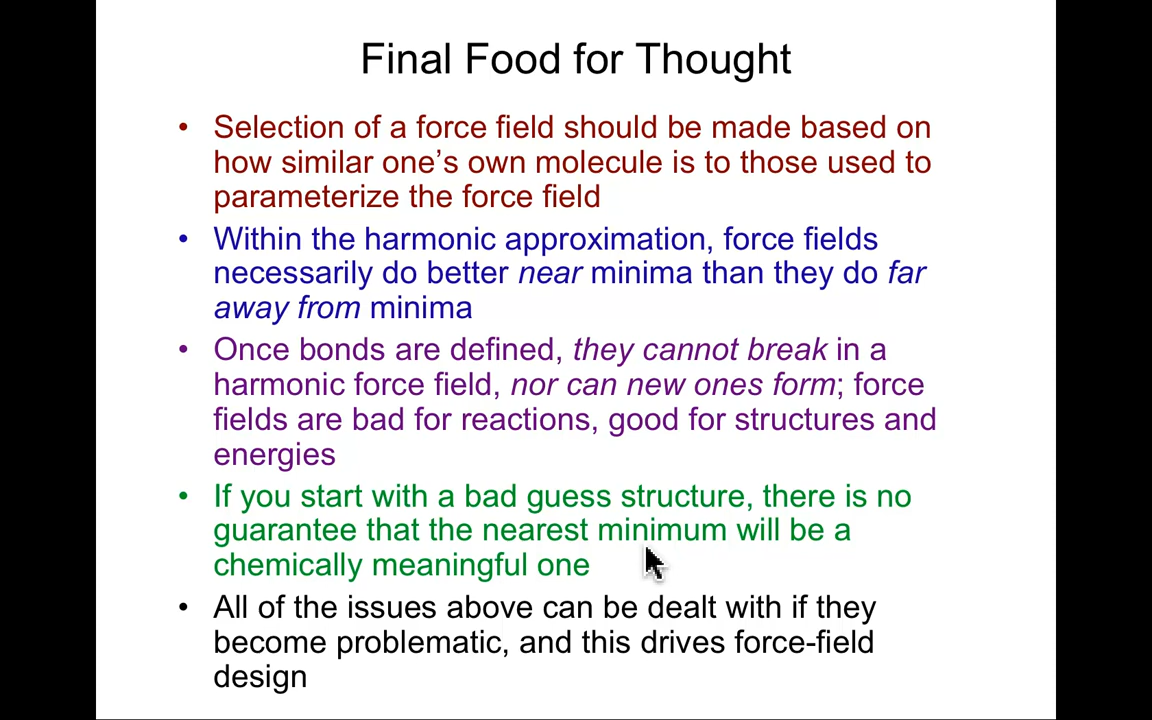 Final Food for Thought
• Selection of a force field should be made based on
how similar one’s own molecule is to those used to
parameterize the force field
• Within the harmonic approximation, force fields
necessarily do better near minima than they do far
away from minima
• Once bonds are defined, they cannot break in a
harmonic force field, nor can new ones form; force
fields are bad for reactions, good for structures and
energies
• If you start with a bad guess structure, there is no
guarantee that the nearest minimum will be a
chemically meaningful one
• All of the issues above can be dealt with if they
become problematic, and this drives force-field
design